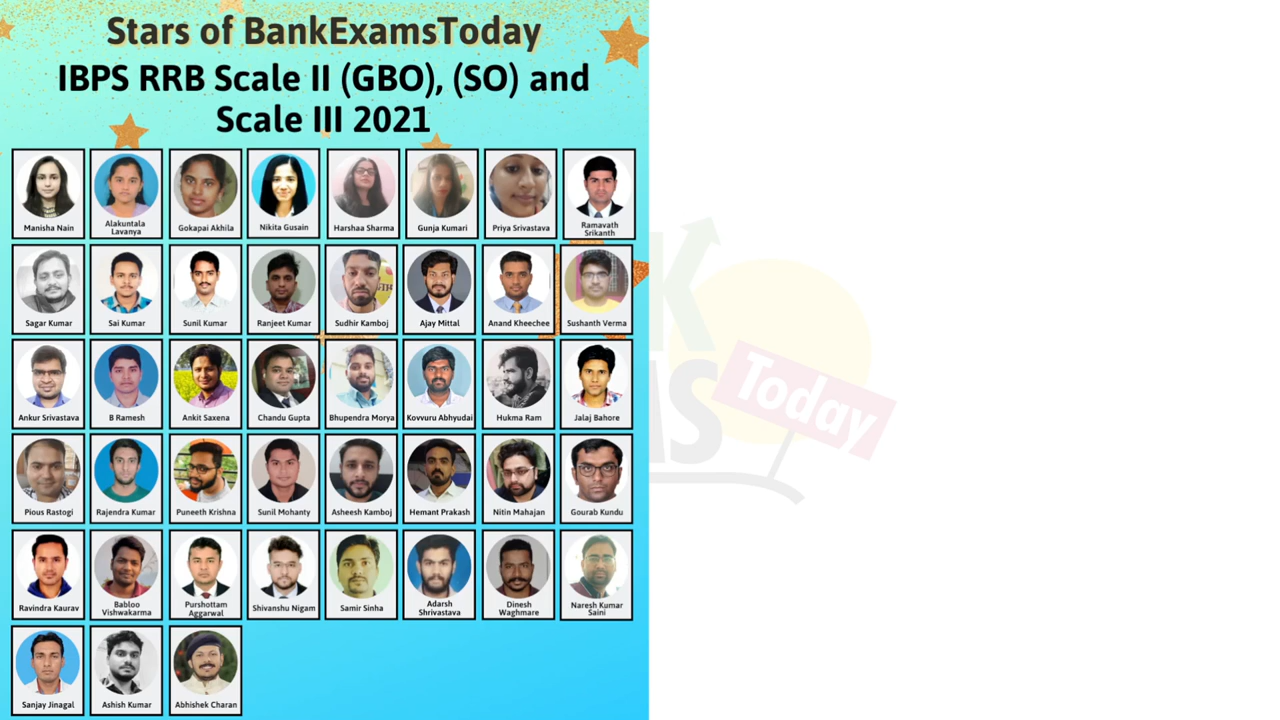 Stars of BankExamsToday
IBPS RRB Scale II (GBO), (SO) and
Scale III 2021
Manisha Nain
Alakuntala
Lavanya
Gokapai Akhila
Nikita Gusain
Harshaa Sharma
Gunja Kumari
Priya Srivastava
Ramavath
Srikanth
Sagar Kumar
Sai Kumar
Sunil Kumar
Ranjeet Kumar
Sudhir Kamboj
Ajay Mittal
Anand Kheechee
Sushanth Verma
Ankur Srivastava
B Ramesh
Ankit Saxena
Chandu Gupta
Bhupendra Morya
Kovvuru Abhyudai
Hukma Ram
Jalaj Bahore
Pious Rastogi
Rajendra Kumar
Puneeth Krishna
Sunil Mohanty
Asheesh Kamboj
Hemant Prakash
Nitin Mahajan
Gourab Kundu
Ravindra Kaurav
Babloo
Vishwakarma
Purshottam
Aggarwal
Shivanshu Nigam
Samir Sinha
Adarsh
Shrivastava
Dinesh
Waghmare
Naresh Kumar
Saini
Sanjay Jinagal
Ashish Kumar
Abhishek Charan
K
MS
Today